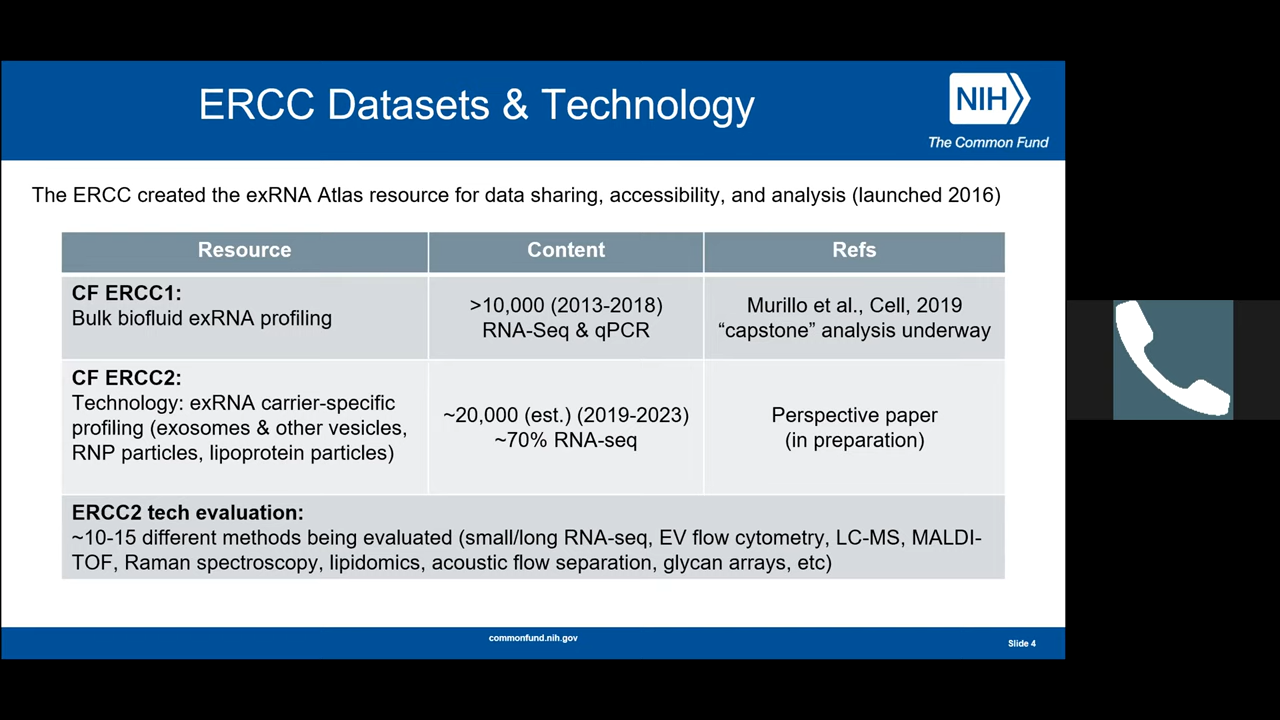 ERCC Datasets & Technology
NIH
The Common Fund
The ERCC created the exRNA Atlas resource for data sharing, accessibility, and analysis (launched 2016)
Resource
Content
Refs
CF ERCC1:
Bulk biofluid exRNA profiling
>10,000 (2013-2018)
RNA-Seq & qPCR
Murillo et al., Cell, 2019
“capstone” analysis underway
CF ERCC2:
Technology: exRNA carrier-specific
profiling (exosomes & other vesicles,
RNP particles, lipoprotein particles)
~20,000 (est.) (2019-2023)
~70% RNA-seq
Perspective paper
(in preparation)
ERCC2 tech evaluation:
~10-15 different methods being evaluated (small/long RNA-seq, EV flow cytometry, LC-MS, MALDI-
TOF, Raman spectroscopy, lipidomics, acoustic flow separation, glycan arrays, etc)
commonfund.nih.gov
Slide 4